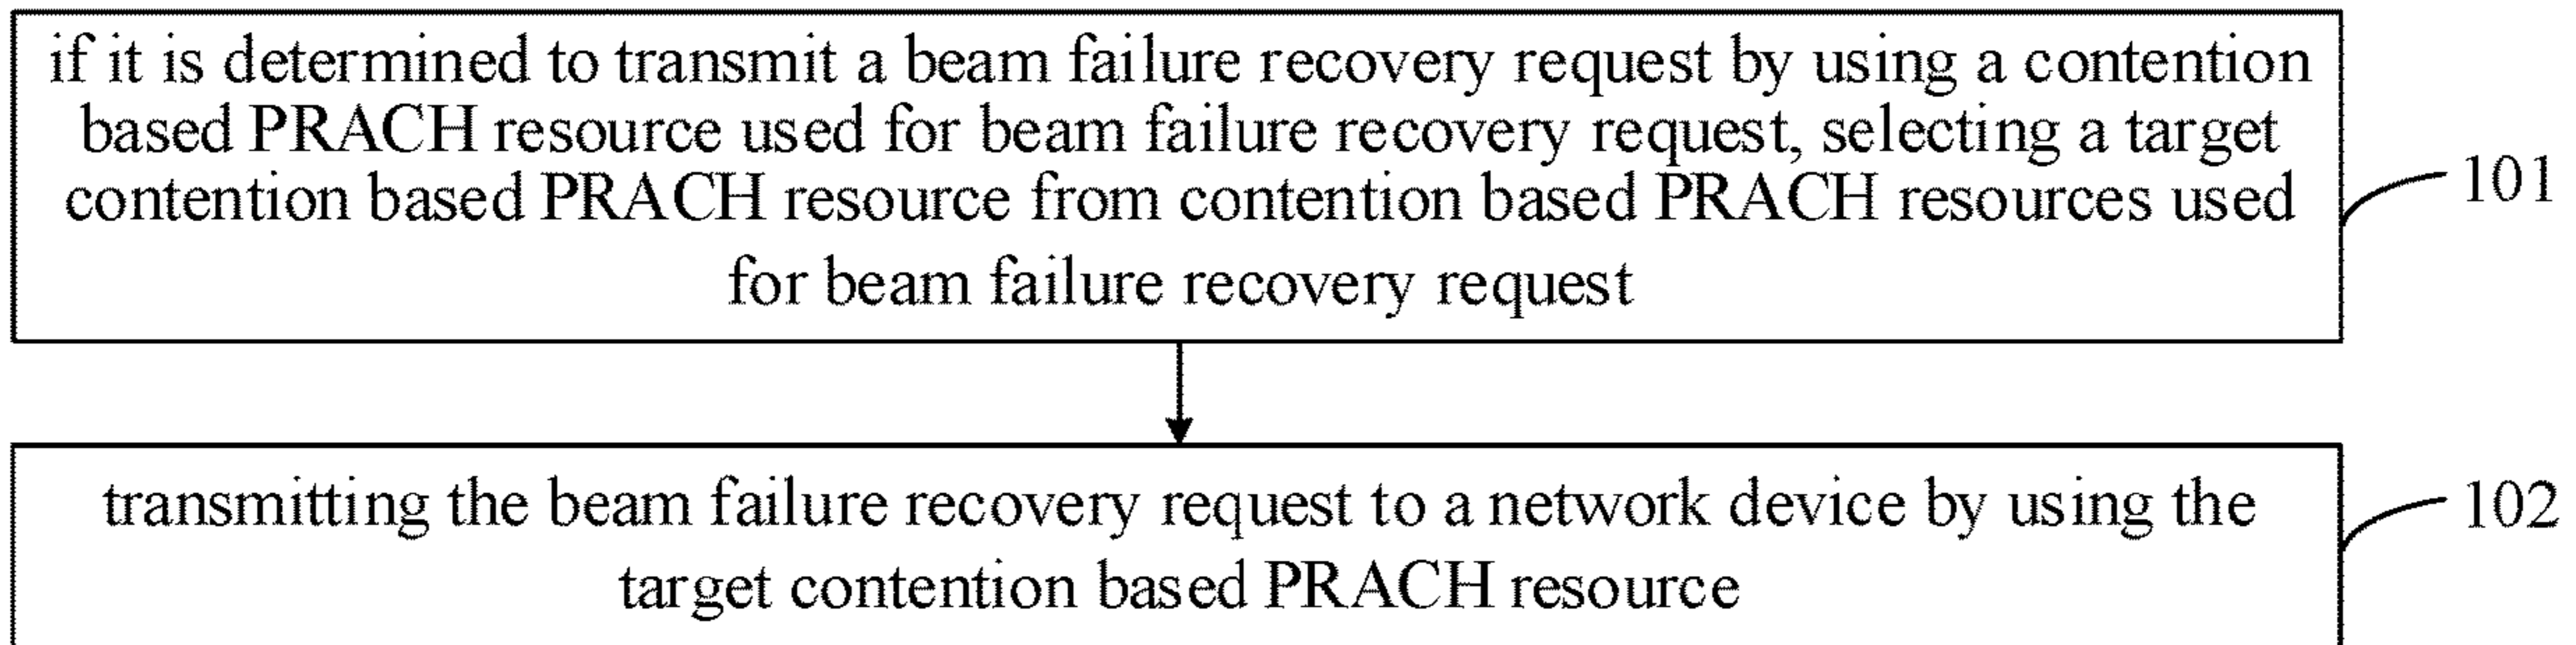 if it is determined to transmit a beam failure recovery request by using a contention
based PRACH resource used for beam failure recovery request, selecting a target
contention based PRACH resource from contention based PRACH resources used
for beam failure recovery request
101
transmitting the beam failure recovery request to a network device by using the
target contention based PRACH resource
102